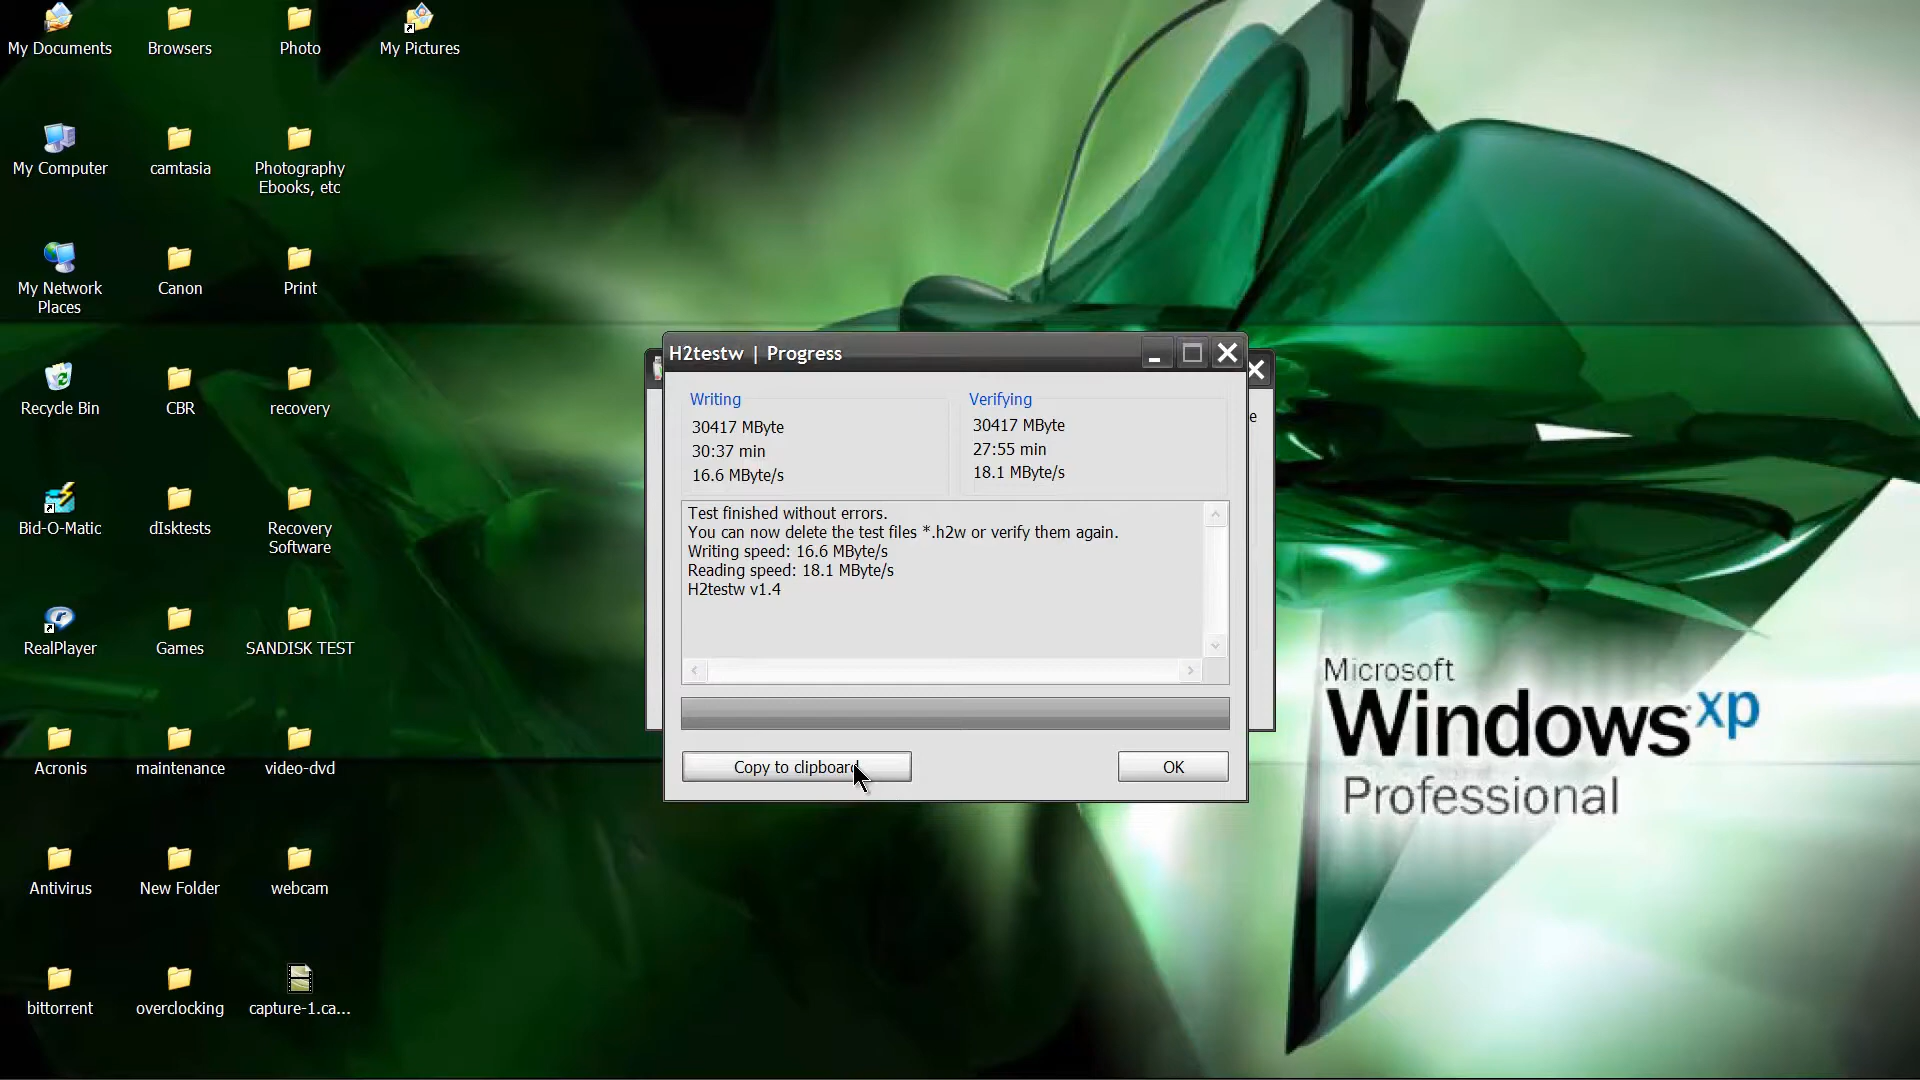 My Documents
Browsers
Photo
My Pictures
My Computer
camtasia
Photography
Ebooks, etc
My Network
Places
Canon
Print
Recycle Bin
CBR
recovery
Bid-O-Matic
dIsktests
Recovery
Software
RealPlayer
Games
SANDISK TEST
Acronis
maintenance
video-dvd
Antivirus
New Folder
webcam
bittorrent
overclocking
capture-1.ca...
H2testw | Progress
Writing
30417 MByte
30:37 min
16.6 MByte/s
Verifying
30417 MByte
27:55 min
18.1 MByte/s
Test finished without errors.
You can now delete the test files *.h2w or verify them again.
Writing speed: 16.6 MByte/s
Reading speed: 18.1 MByte/s
H2testw v1.4
Copy to clipboard
OK
e
Microsoft
Windows xp
Professional